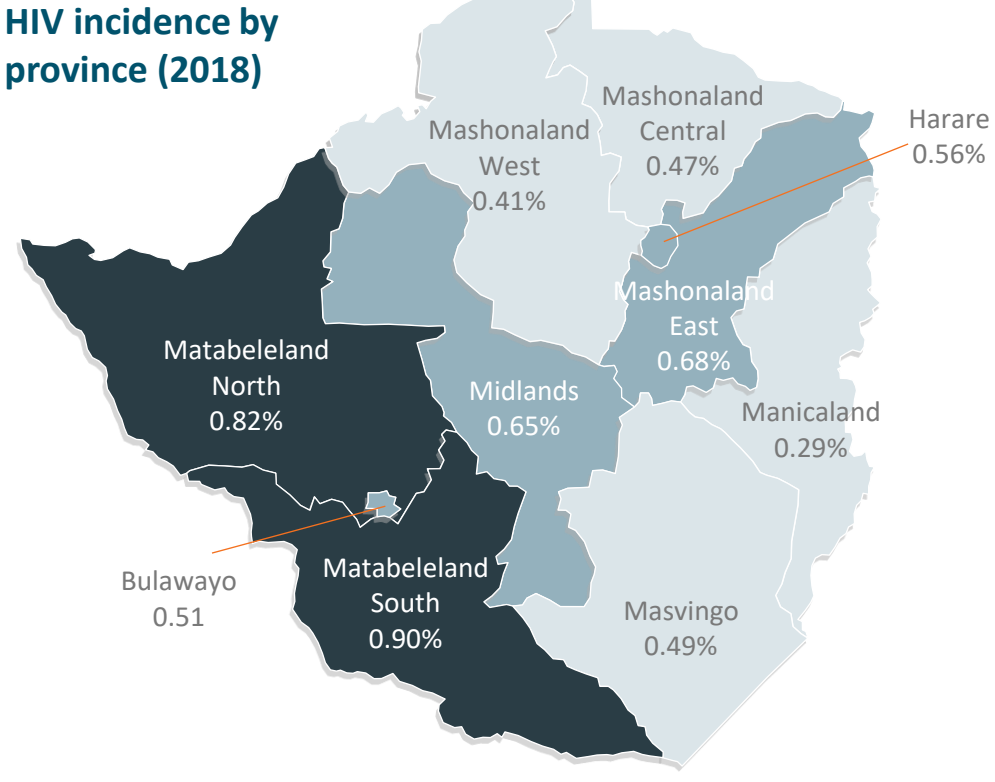 HIV incidence by
province (2018)
Mashonaland
Central
0.47%
Harare
0.56%
Mashonaland
West
0.41%
Mashonaland
East
0.68%
Matabeleland
North
0.82%
Midlands
0.65%
Manicaland
0.29%
Bulawayo
0.51
Matabeleland
South
0.90%
Masvingo
0.49%